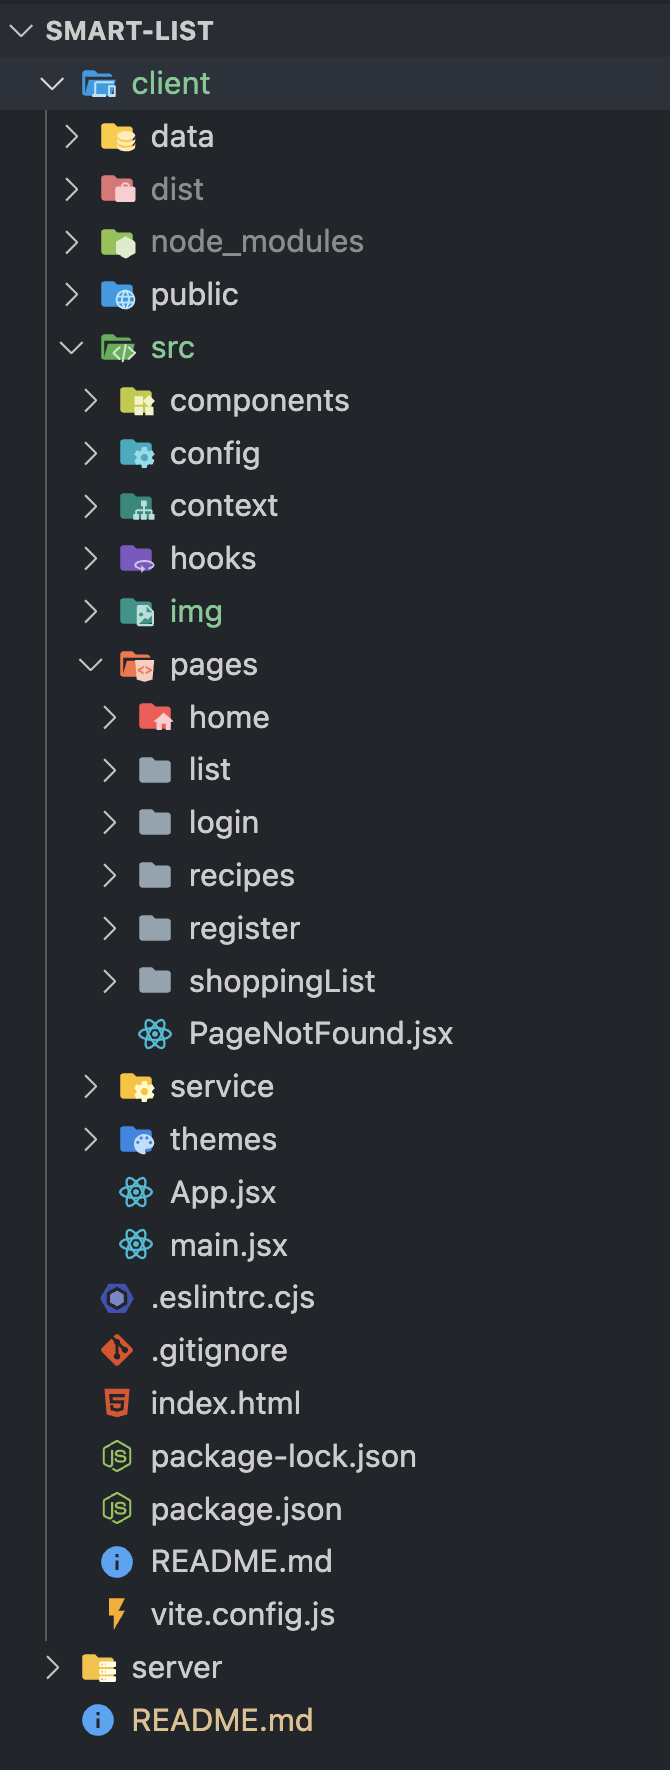 SMART-LIST
client
data
dist
node_modules
public
src
components
config
context
hooks
img
pages
home
list
login
recipes
register
shoppingList
PageNotFound.jsx
service
themes
App.jsx
main.jsx
.eslintrc.cjs
.gitignore
index.html
package-lock.json
package.json
README.md
vite.config.js
server
README.md